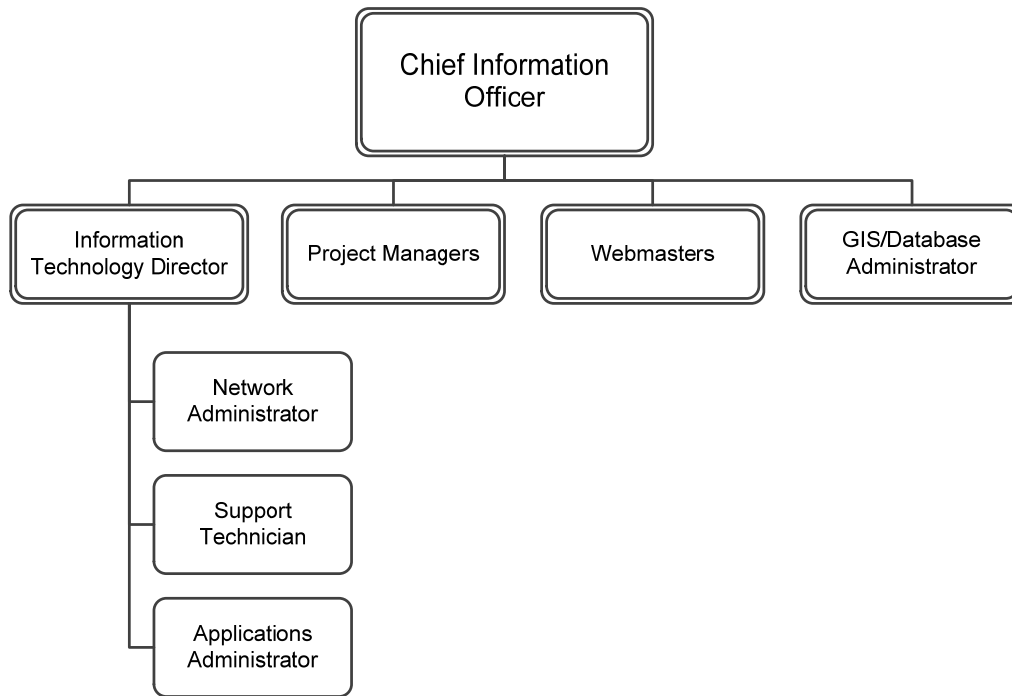 Chief Information
Officer
Information
Technology Director
Project Managers
Webmasters
GIS/Database
Administrator
Network
Administrator
Support
Technician
Applications
Administrator